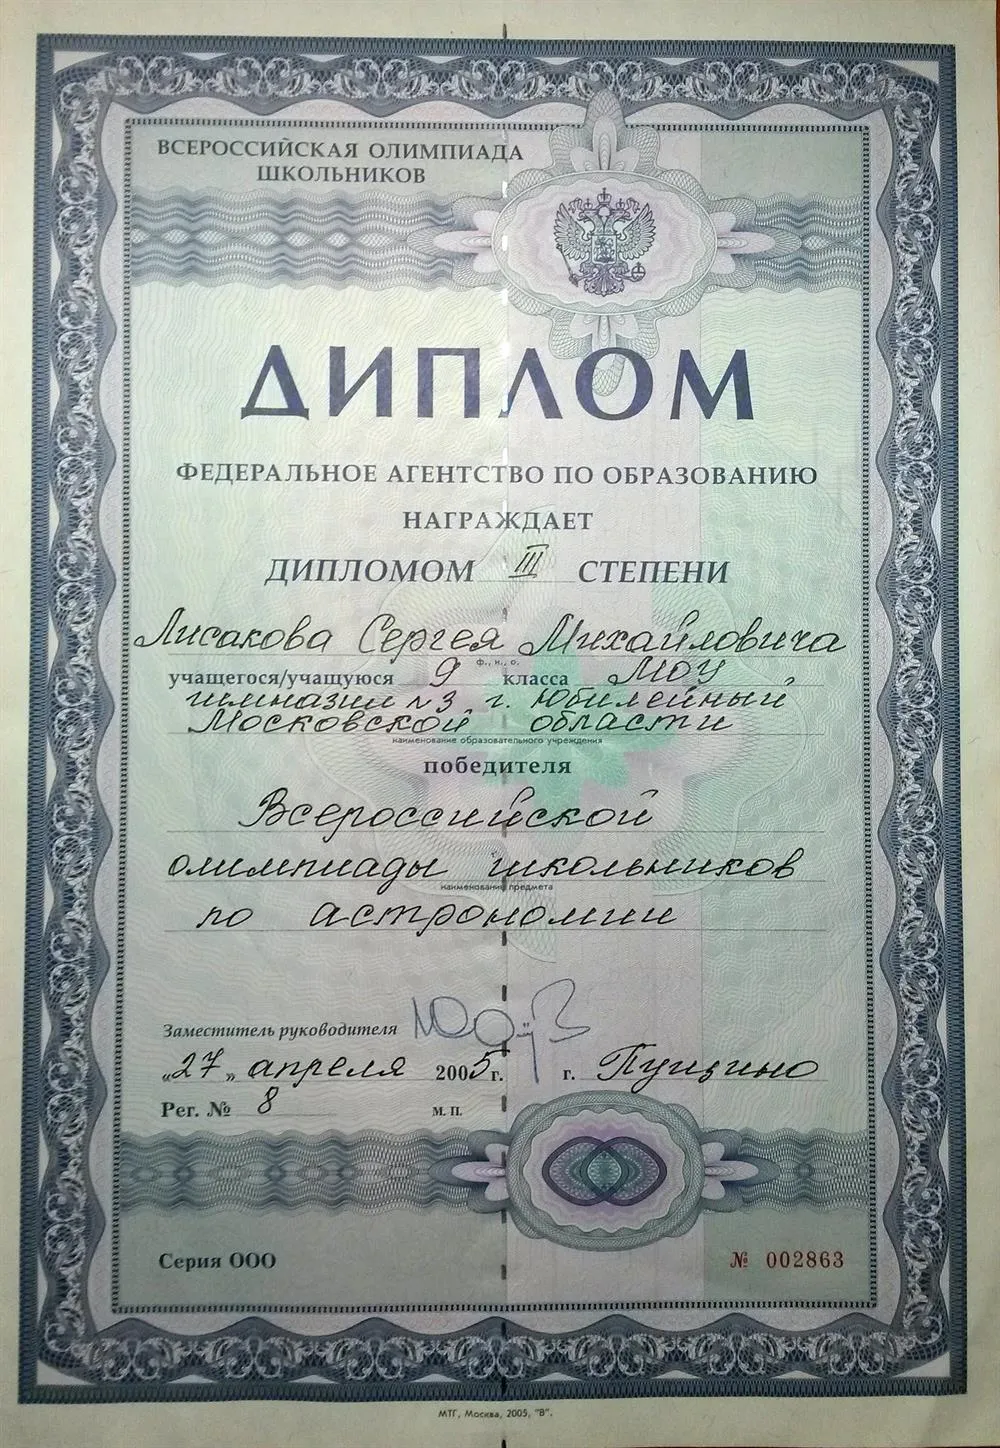 ВСЕРОССИЙСКАЯ ОЛИМПИАДА
ШКОЛЬНИКОВ
ДИПЛОМ
ФЕДЕРАЛЬНОЕ АГЕНТСТВО ПО ОБРАЗОВАНИЮ
НАГРАЖДАЕТ
ДИПЛОМОМ III СТЕПЕНИ
Лисакова Сергея Михайловича
ф., и., о.
учащегося/учащуюся 9 класса МОУ
гимназии №3 г. Юбилейный
Московской области
наименование образовательного учреждения
победителя
Всероссийской
олимпиады школьников
наименование предмета
по астрономии
Заместитель руководителя
„27„ апреля 2005 г. г. Пущино
Рег. № 8 М. П.
Серия ООО № 002863
МТГ, Москва, 2005, "В".